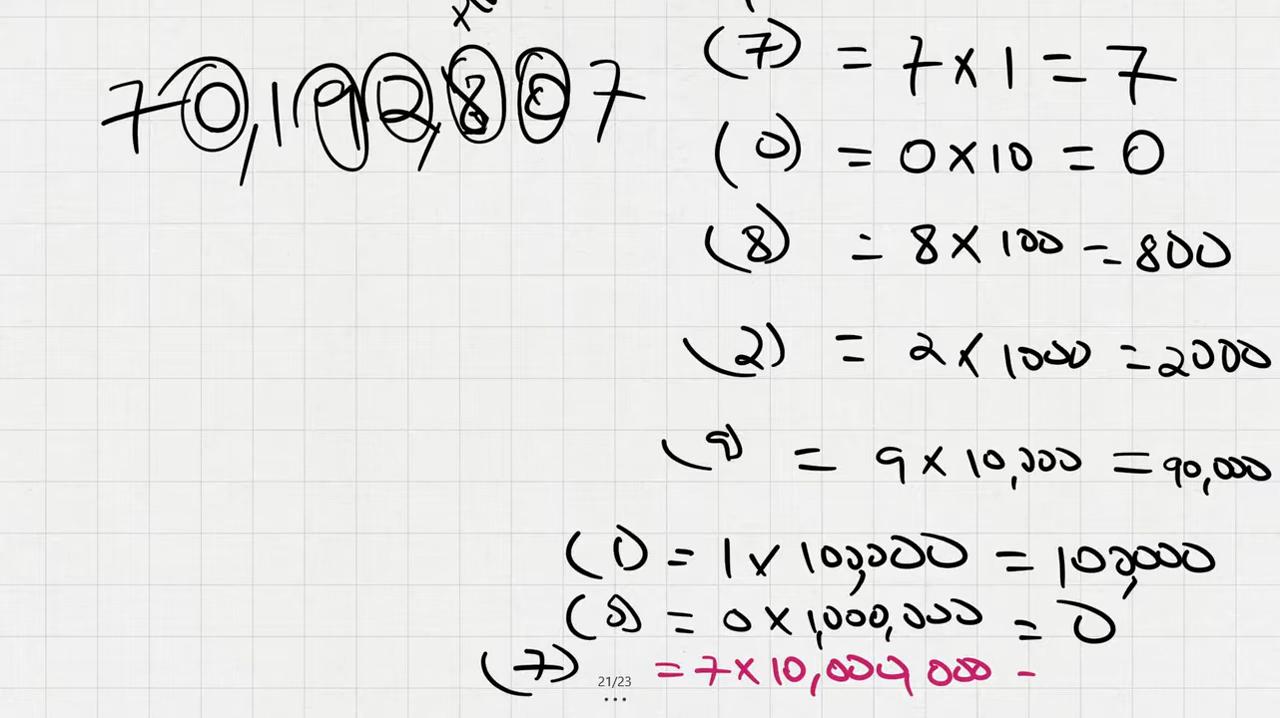 70,192,807
(7) = 7 x 1 = 7
(0) = 0 x 10 = 0
(8) = 8 x 100 = 800
(2) = 2 x 1000 = 2000
(9) = 9 x 10,000 = 90,000
(1) = 1 x 100,000 = 100,000
(0) = 0 x 1,000,000 = 0
(7) = 7 x 10,000,000 -
21/23